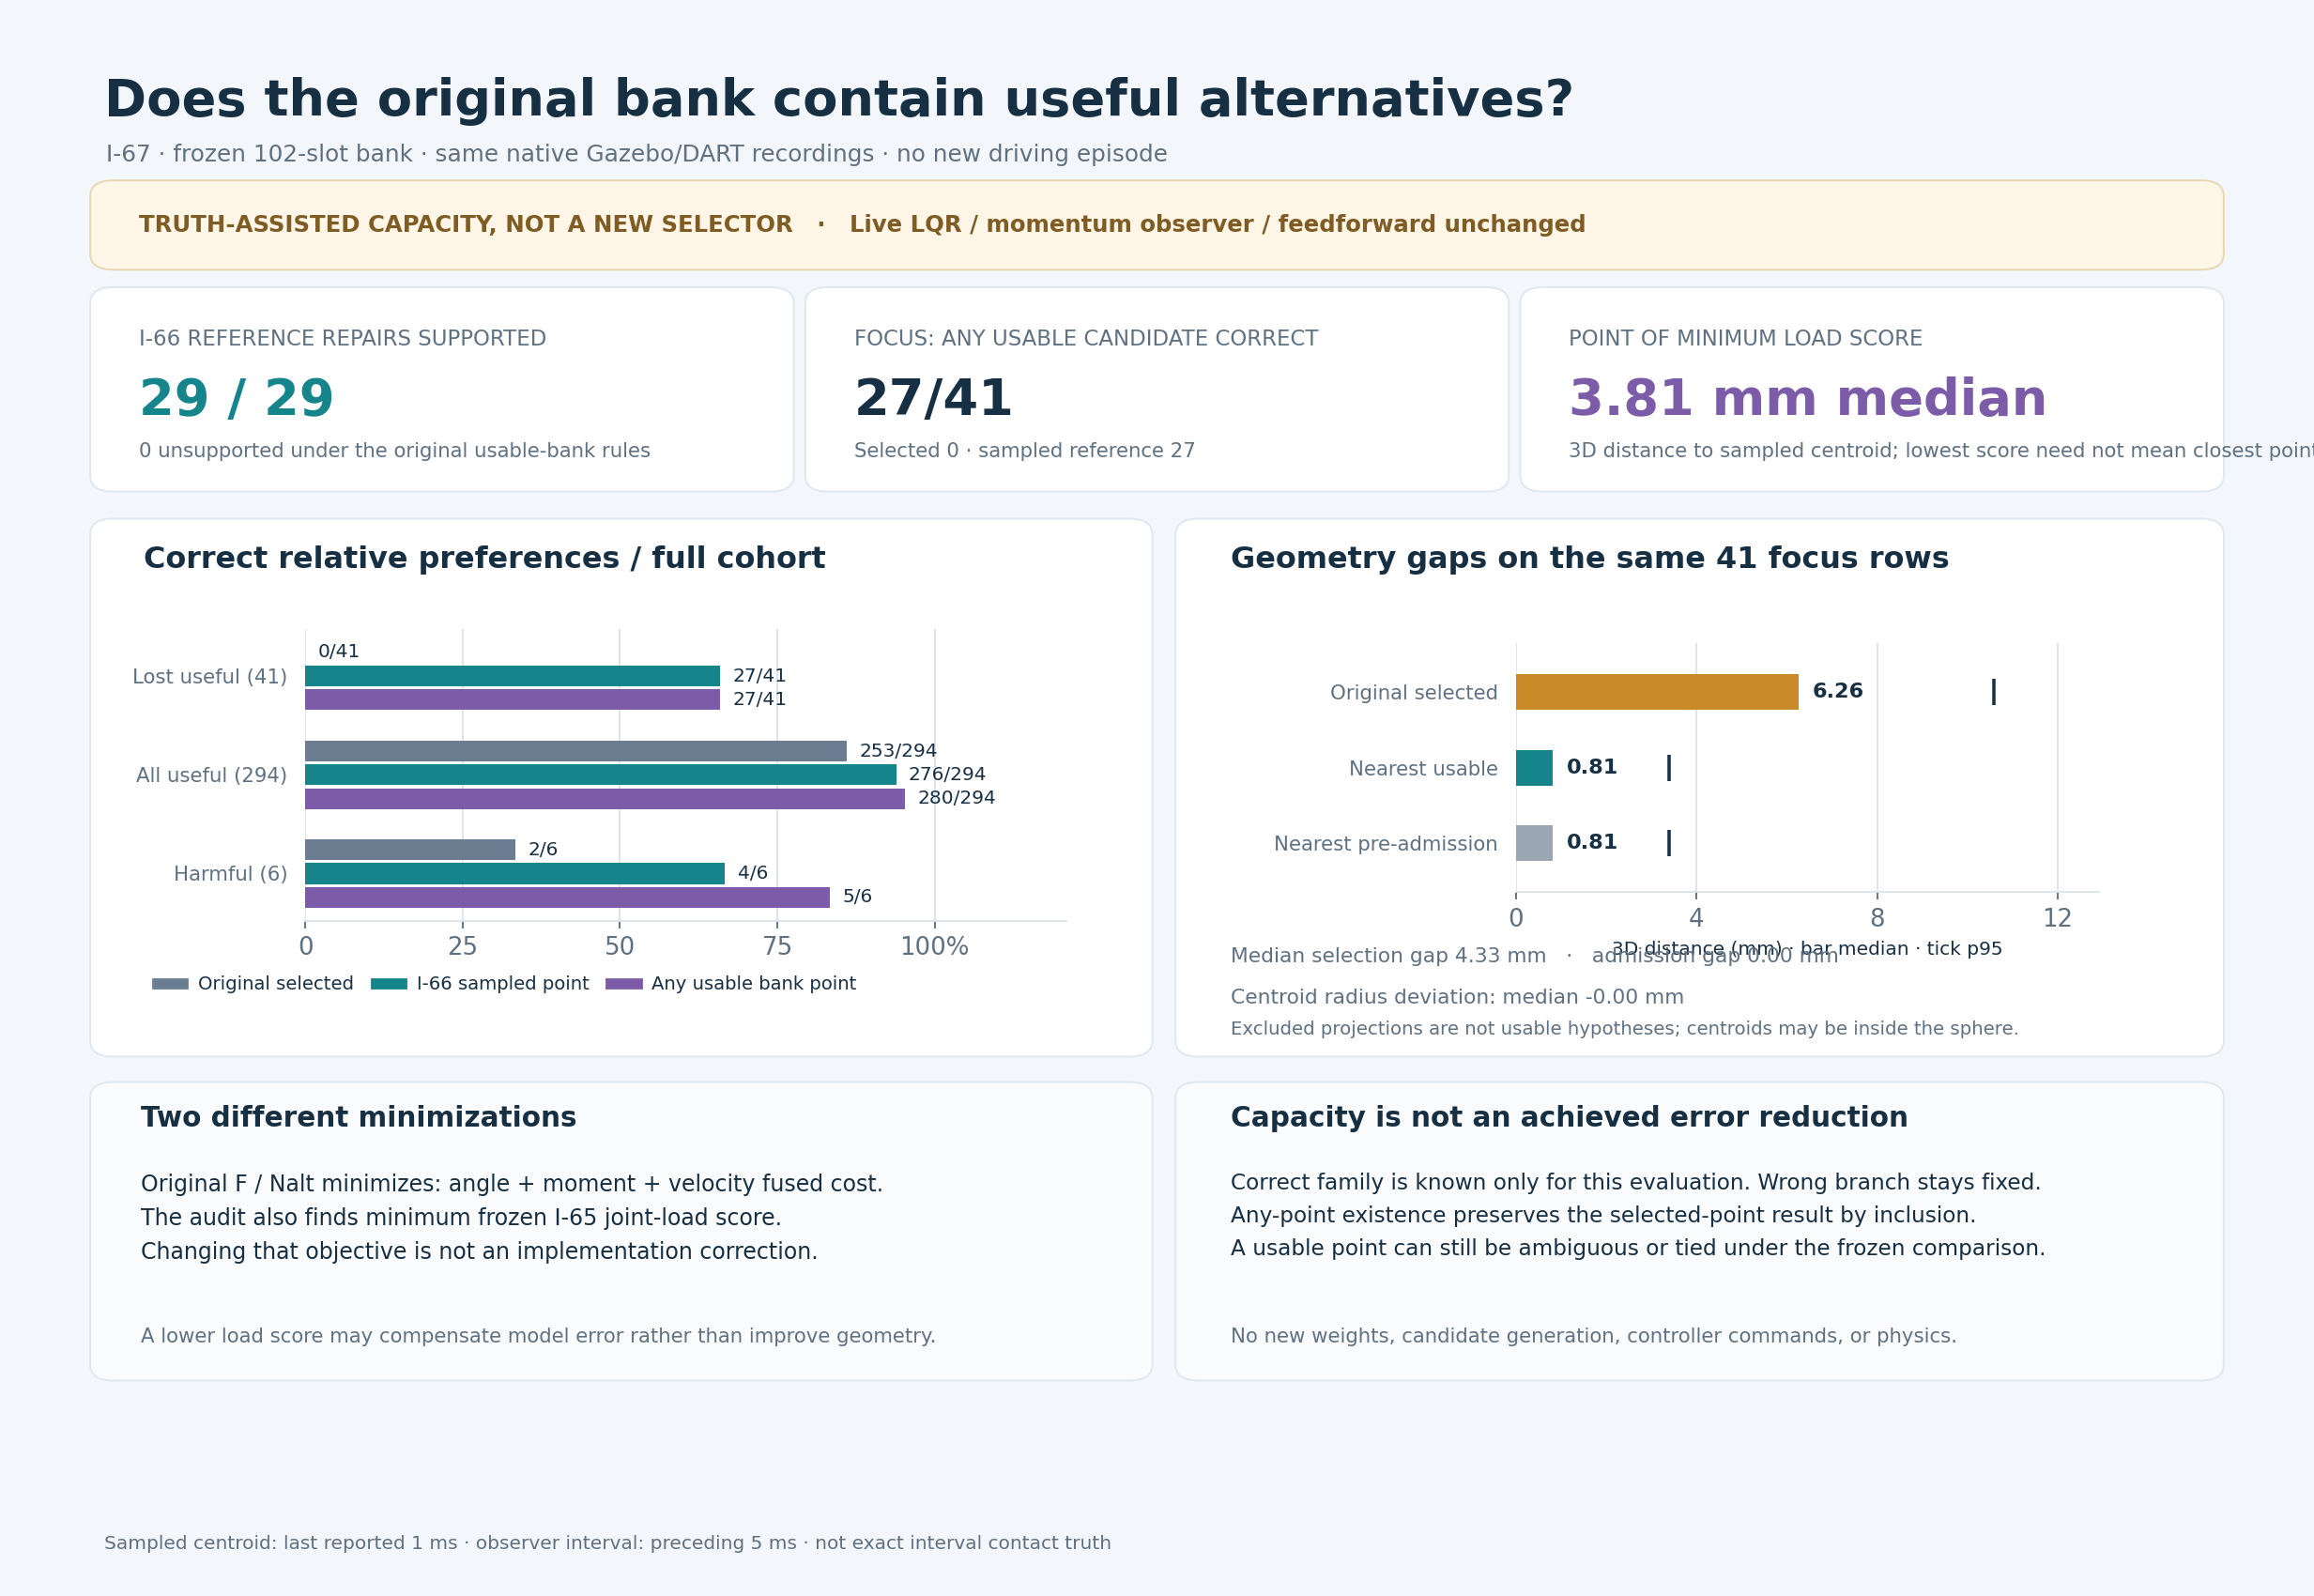 Does the original bank contain useful alternatives?
I-67 · frozen 102-slot bank · same native Gazebo/DART recordings · no new driving episode
TRUTH-ASSISTED CAPACITY, NOT A NEW SELECTOR · Live LQR / momentum observer / feedforward unchanged
I-66 REFERENCE REPAIRS SUPPORTED
29 / 29
0 unsupported under the original usable-bank rules
FOCUS: ANY USABLE CANDIDATE CORRECT
27/41
Selected 0 · sampled reference 27
POINT OF MINIMUM LOAD SCORE
3.81 mm median
3D distance to sampled centroid; lowest score need not mean closest point
Correct relative preferences / full cohort
0/41
Lost useful (41)
27/41
27/41
253/294
All useful (294)
276/294
280/294
2/6
Harmful (6)
4/6
5/6
0 25 50 75 100%
Original selected I-66 sampled point Any usable bank point
Geometry gaps on the same 41 focus rows
Original selected 6.26
Nearest usable 0.81
Nearest pre-admission 0.81
0 4 8 12
3D distance (mm) · bar median · tick p95
Median selection gap 4.33 mm · admission gap 0.00 mm
Centroid radius deviation: median -0.00 mm
Excluded projections are not usable hypotheses; centroids may be inside the sphere.
Two different minimizations
Original F / Nalt minimizes: angle + moment + velocity fused cost.
The audit also finds minimum frozen I-65 joint-load score.
Changing that objective is not an implementation correction.
A lower load score may compensate model error rather than improve geometry.
Capacity is not an achieved error reduction
Correct family is known only for this evaluation. Wrong branch stays fixed.
Any-point existence preserves the selected-point result by inclusion.
A usable point can still be ambiguous or tied under the frozen comparison.
No new weights, candidate generation, controller commands, or physics.
Sampled centroid: last reported 1 ms · observer interval: preceding 5 ms · not exact interval contact truth